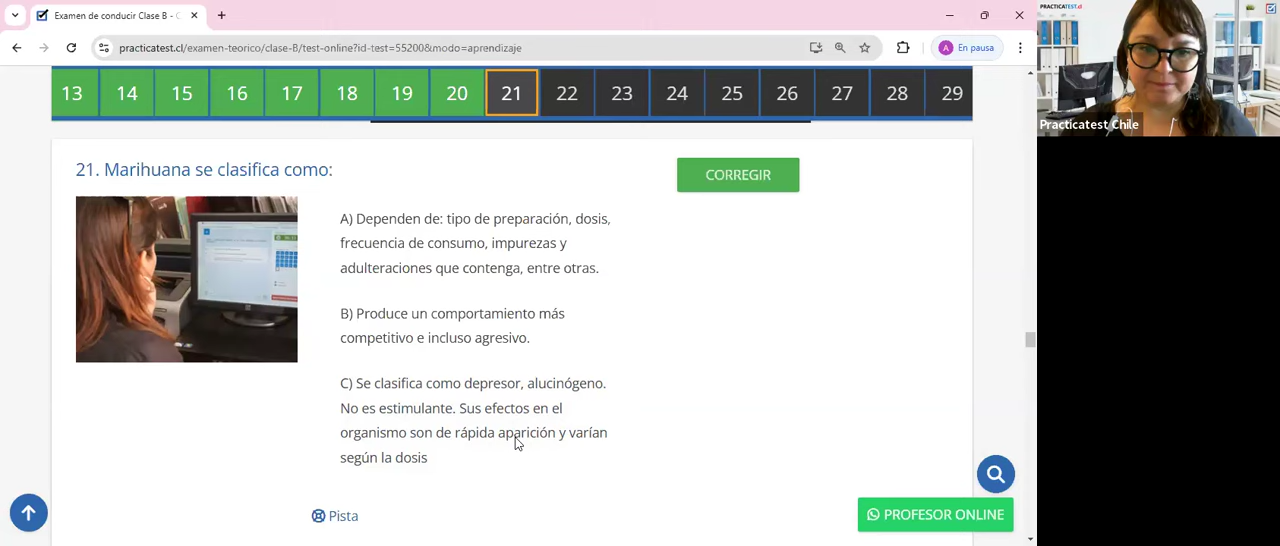 Examen de conducir Clase B - C
practicatest.cl/examen-teorico/clase-B/test-online?id-test=55200&modo=aprendizaje
A
En pausa
PRACTICATEST.CL
Practicatest Chile
13 14 15 16 17 18 19 20 21 22 23 24 25 26 27 28 29
21. Marihuana se clasifica como:
CORREGIR
A) Dependen de: tipo de preparación, dosis,
frecuencia de consumo, impurezas y
adulteraciones que contenga, entre otras.
B) Produce un comportamiento más
competitivo e incluso agresivo.
C) Se clasifica como depresor, alucinógeno.
No es estimulante. Sus efectos en el
organismo son de rápida aparición y varían
según la dosis
Pista
PROFESOR ONLINE